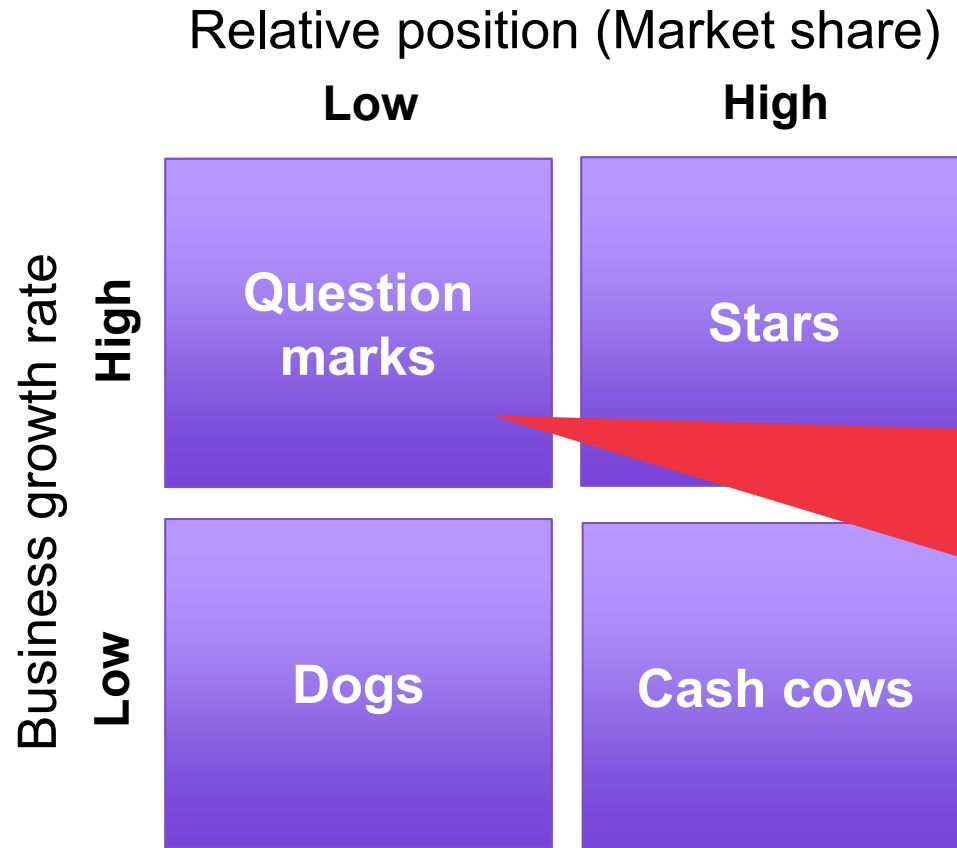 Relative position (Market share)
Low High
Business growth rate
High
Question
marks
Stars
Low
Dogs
Cash cows